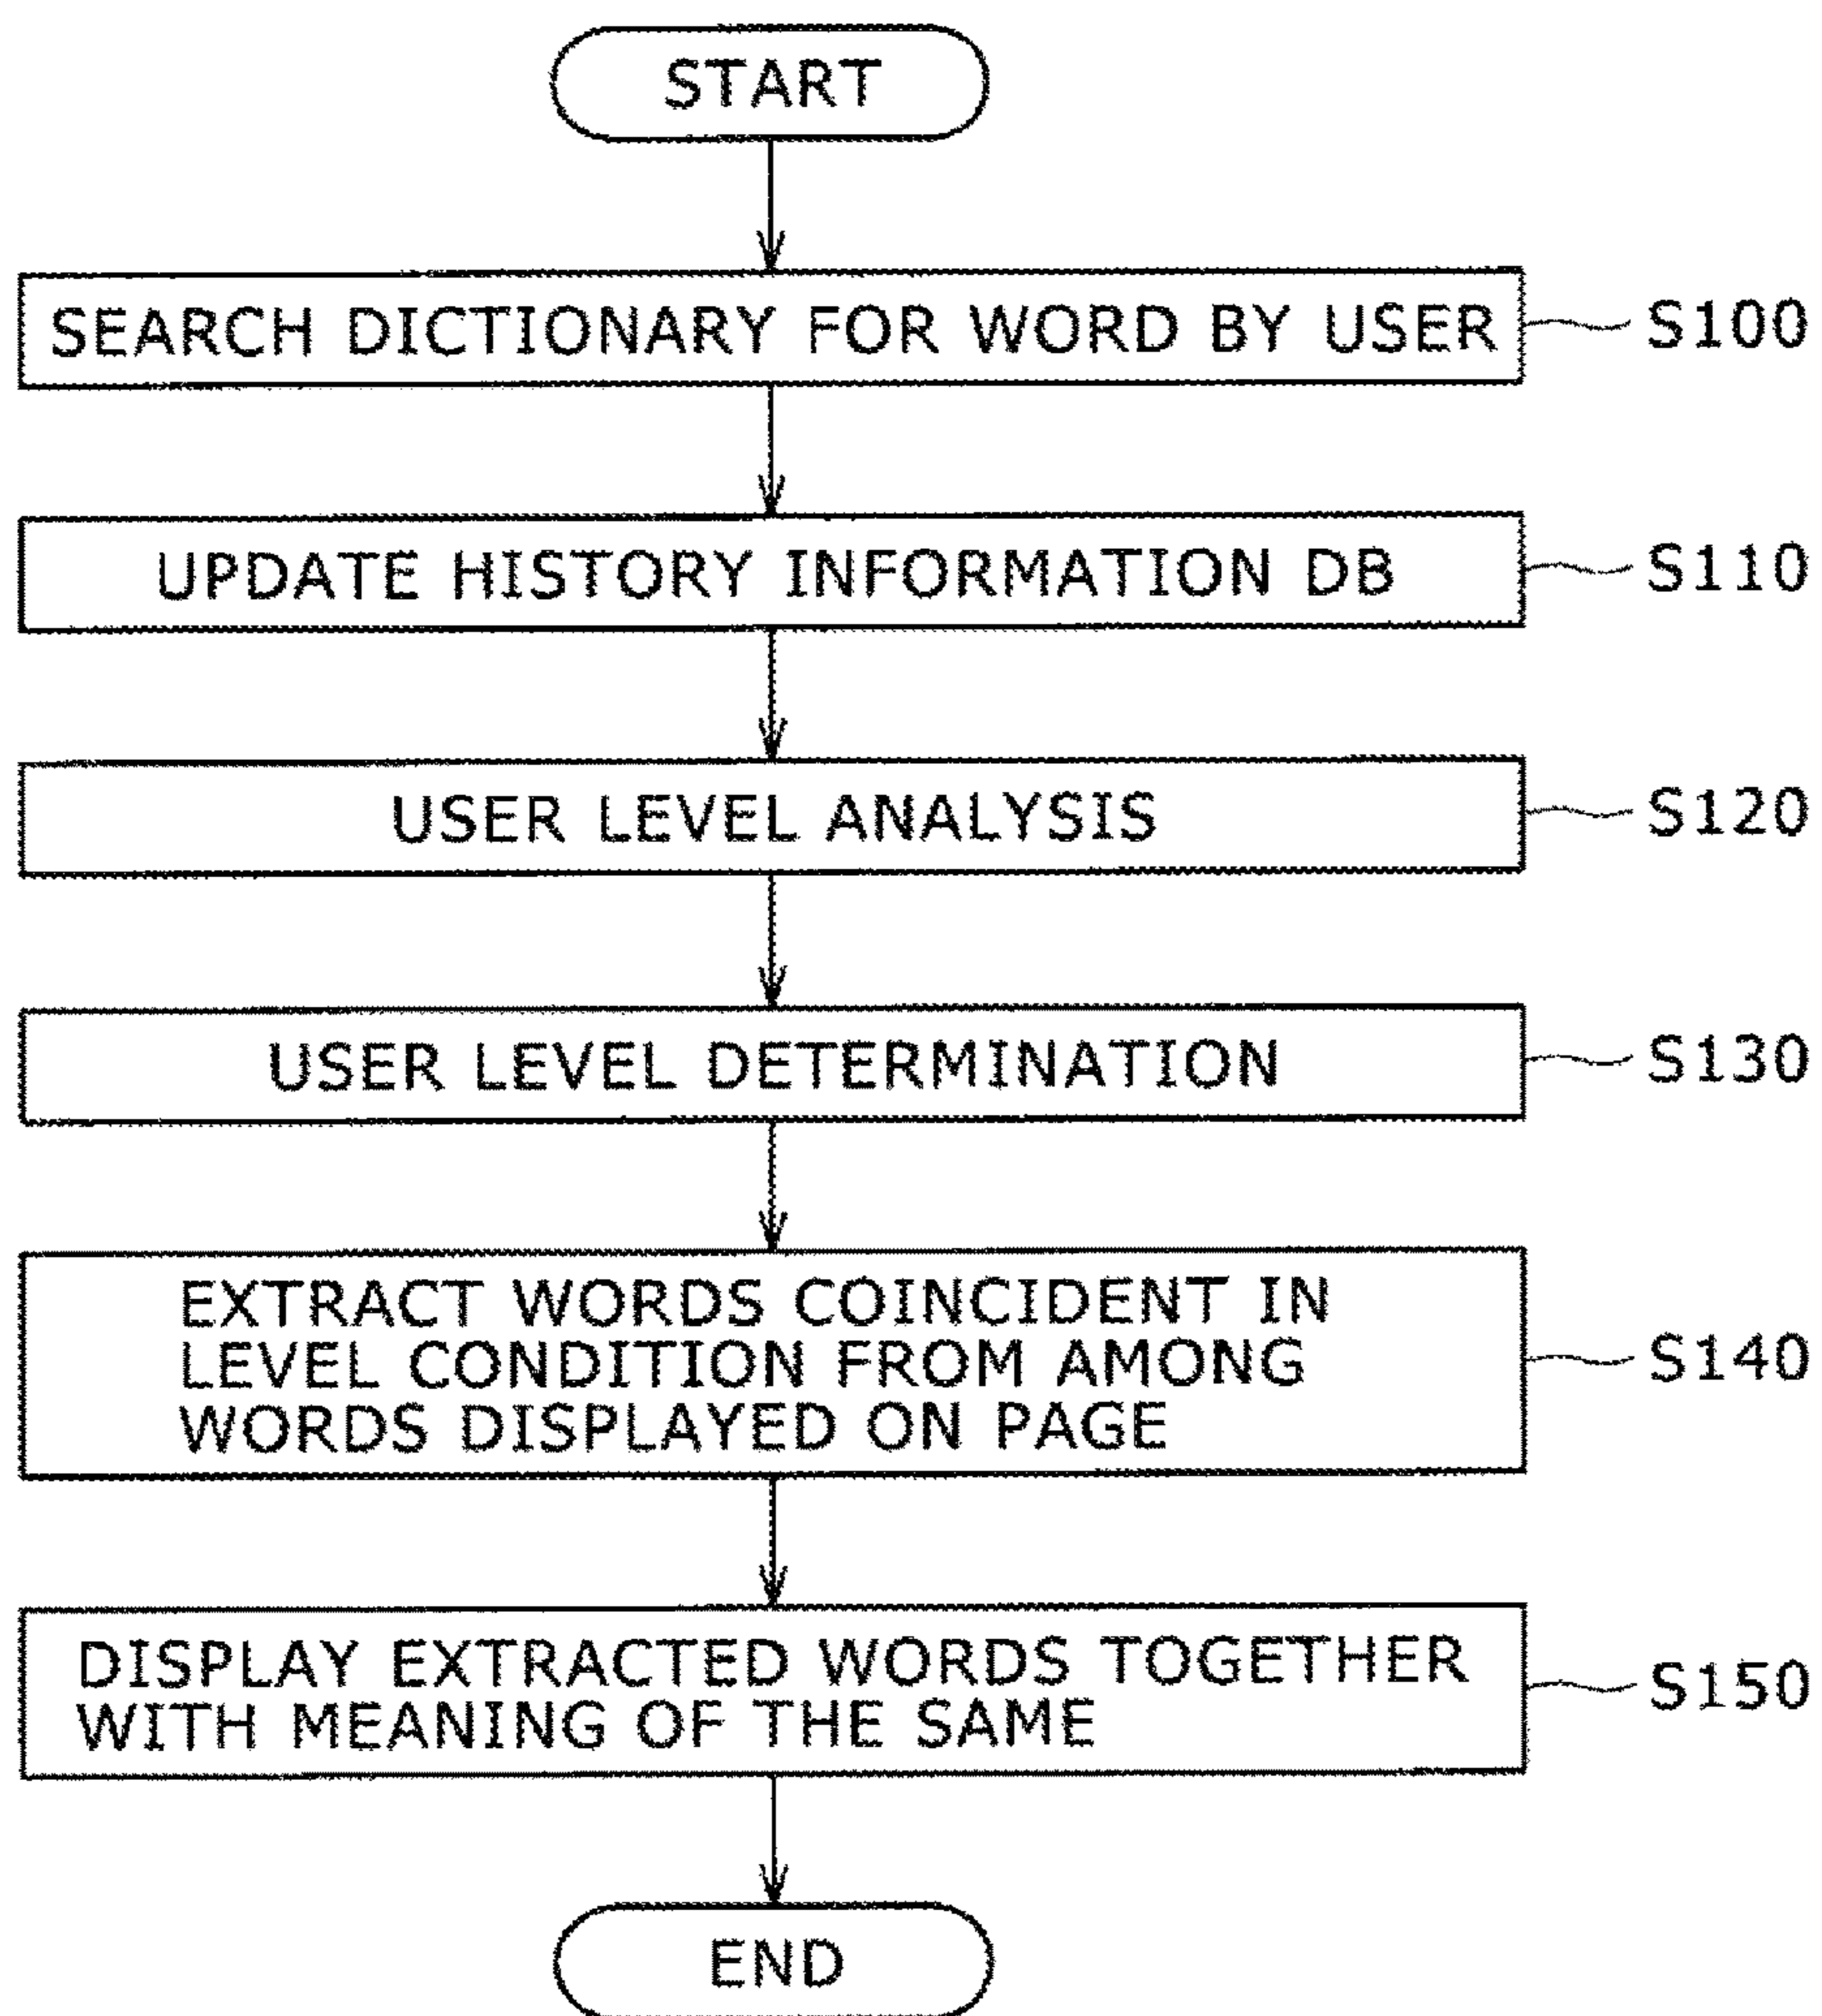 START
SEARCH DICTIONARY FOR WORD BY USER
S100
UPDATE HISTORY INFORMATION DB
S110
USER LEVEL ANALYSIS
S120
USER LEVEL DETERMINATION
S130
EXTRACT WORDS COINCIDENT IN
LEVEL CONDITION FROM AMONG
WORDS DISPLAYED ON PAGE
S140
DISPLAY EXTRACTED WORDS TOGETHER
WITH MEANING OF THE SAME
S150
END